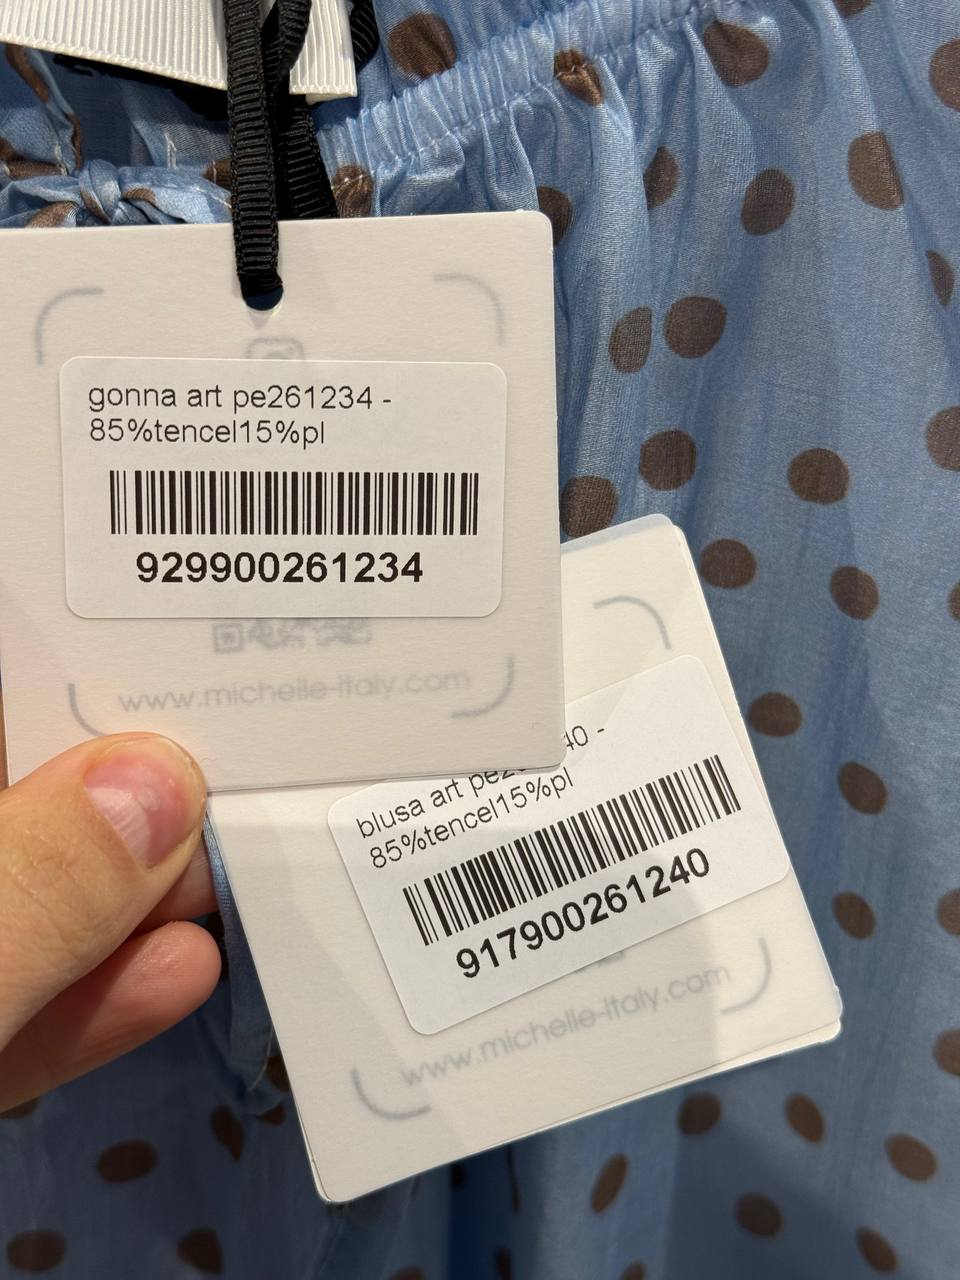 gonna art pe261234 -
85%tencel15%pl
929900261234
www.michelle-italy.com
blusa art 40 -
85%tencel15%pl
917900261240
www.michelle-italy.com